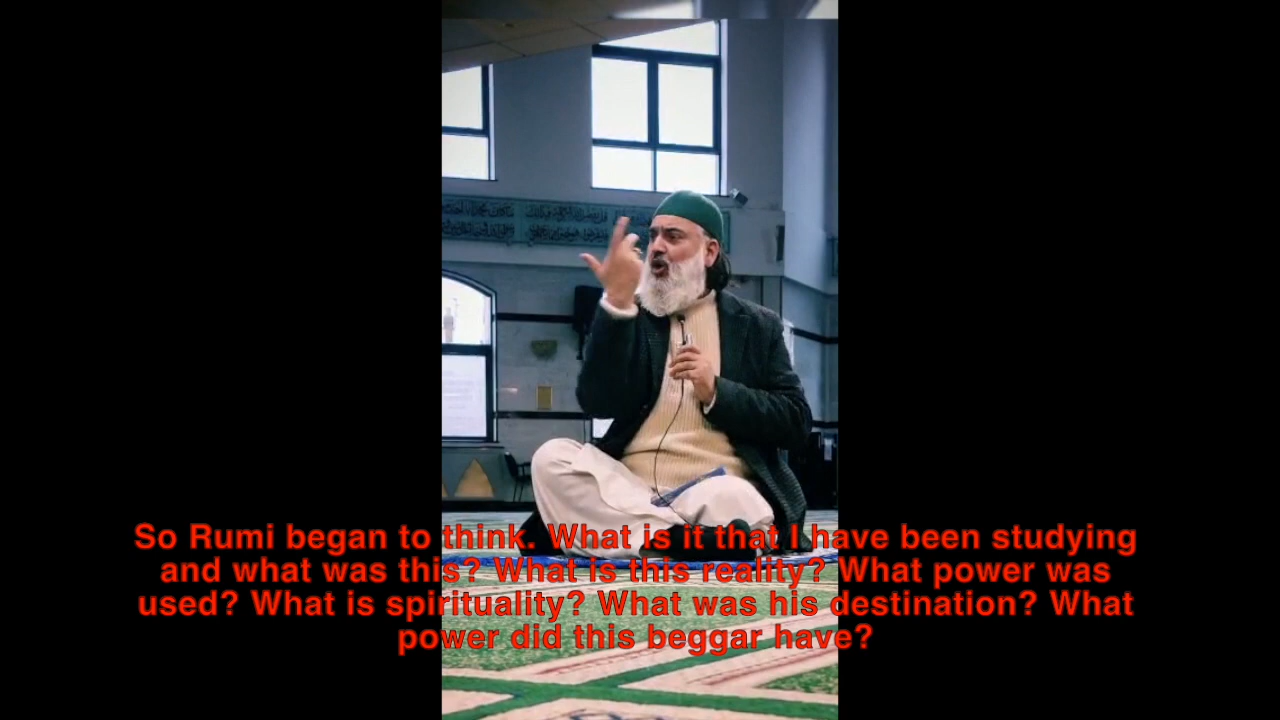 So Rumi began to think. What is it that I have been studying
and what was this? What is this reality? What power was
used? What is spirituality? What was his destination? What
power did this beggar have?